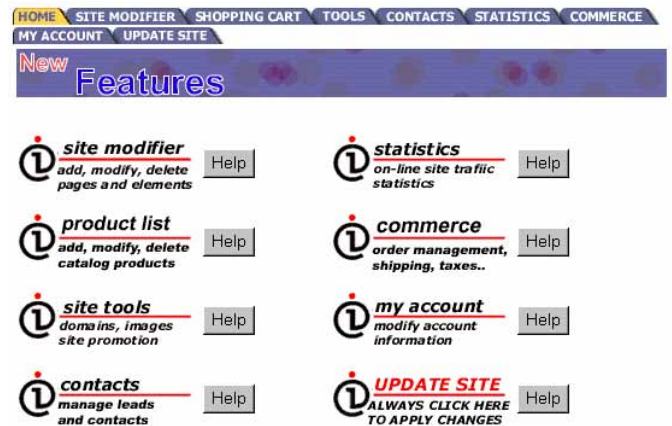 HOME SITE MODIFIER SHOPPING CART TOOLS CONTACTS STATISTICS COMMERCE
MY ACCOUNT UPDATE SITE
New
Features
site modifier
add, modify, delete
pages and elements
Help
statistics
on-line site trafiic
statistics
Help
product list
add, modify, delete
catalog products
Help
commerce
order management,
shipping, taxes..
Help
site tools
domains, images
site promotion
Help
my account
modify account
information
Help
contacts
manage leads
and contacts
Help
UPDATE SITE
ALWAYS CLICK HERE
TO APPLY CHANGES
Help